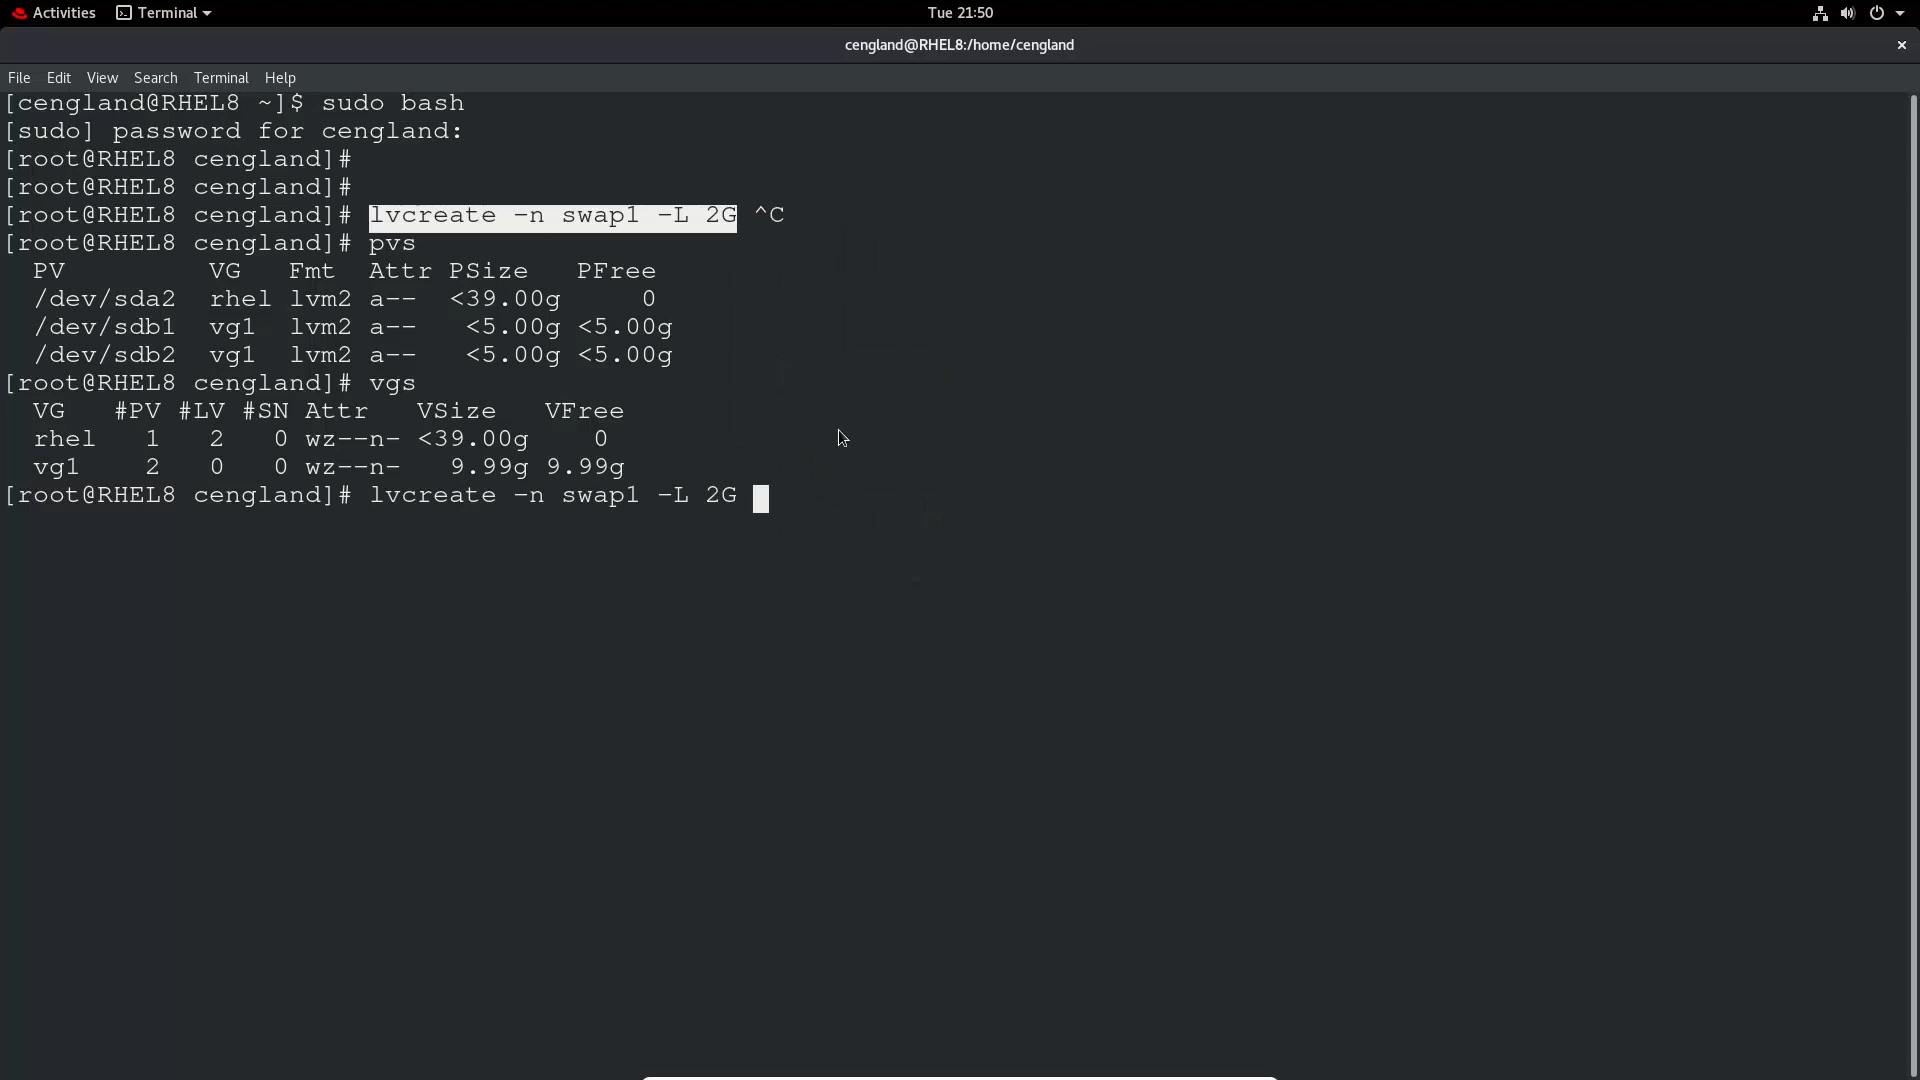 Activities Terminal Tue 21:50
cengland@RHEL8:/home/cengland
File Edit View Search Terminal Help
[cengland@RHEL8 ~]$ sudo bash
[sudo] password for cengland:
[root@RHEL8 cengland]#
[root@RHEL8 cengland]#
[root@RHEL8 cengland]# lvcreate -n swap1 -L 2G ^C
[root@RHEL8 cengland]# pvs
  PV         VG   Fmt  Attr PSize   PFree
  /dev/sda2  rhel lvm2 a--  <39.00g     0
  /dev/sdb1  vg1  lvm2 a--   <5.00g <5.00g
  /dev/sdb2  vg1  lvm2 a--   <5.00g <5.00g
[root@RHEL8 cengland]# vgs
  VG   #PV #LV #SN Attr   VSize   VFree
  rhel   1   2   0 wz--n- <39.00g    0
  vg1    2   0   0 wz--n-   9.99g 9.99g
[root@RHEL8 cengland]# lvcreate -n swap1 -L 2G